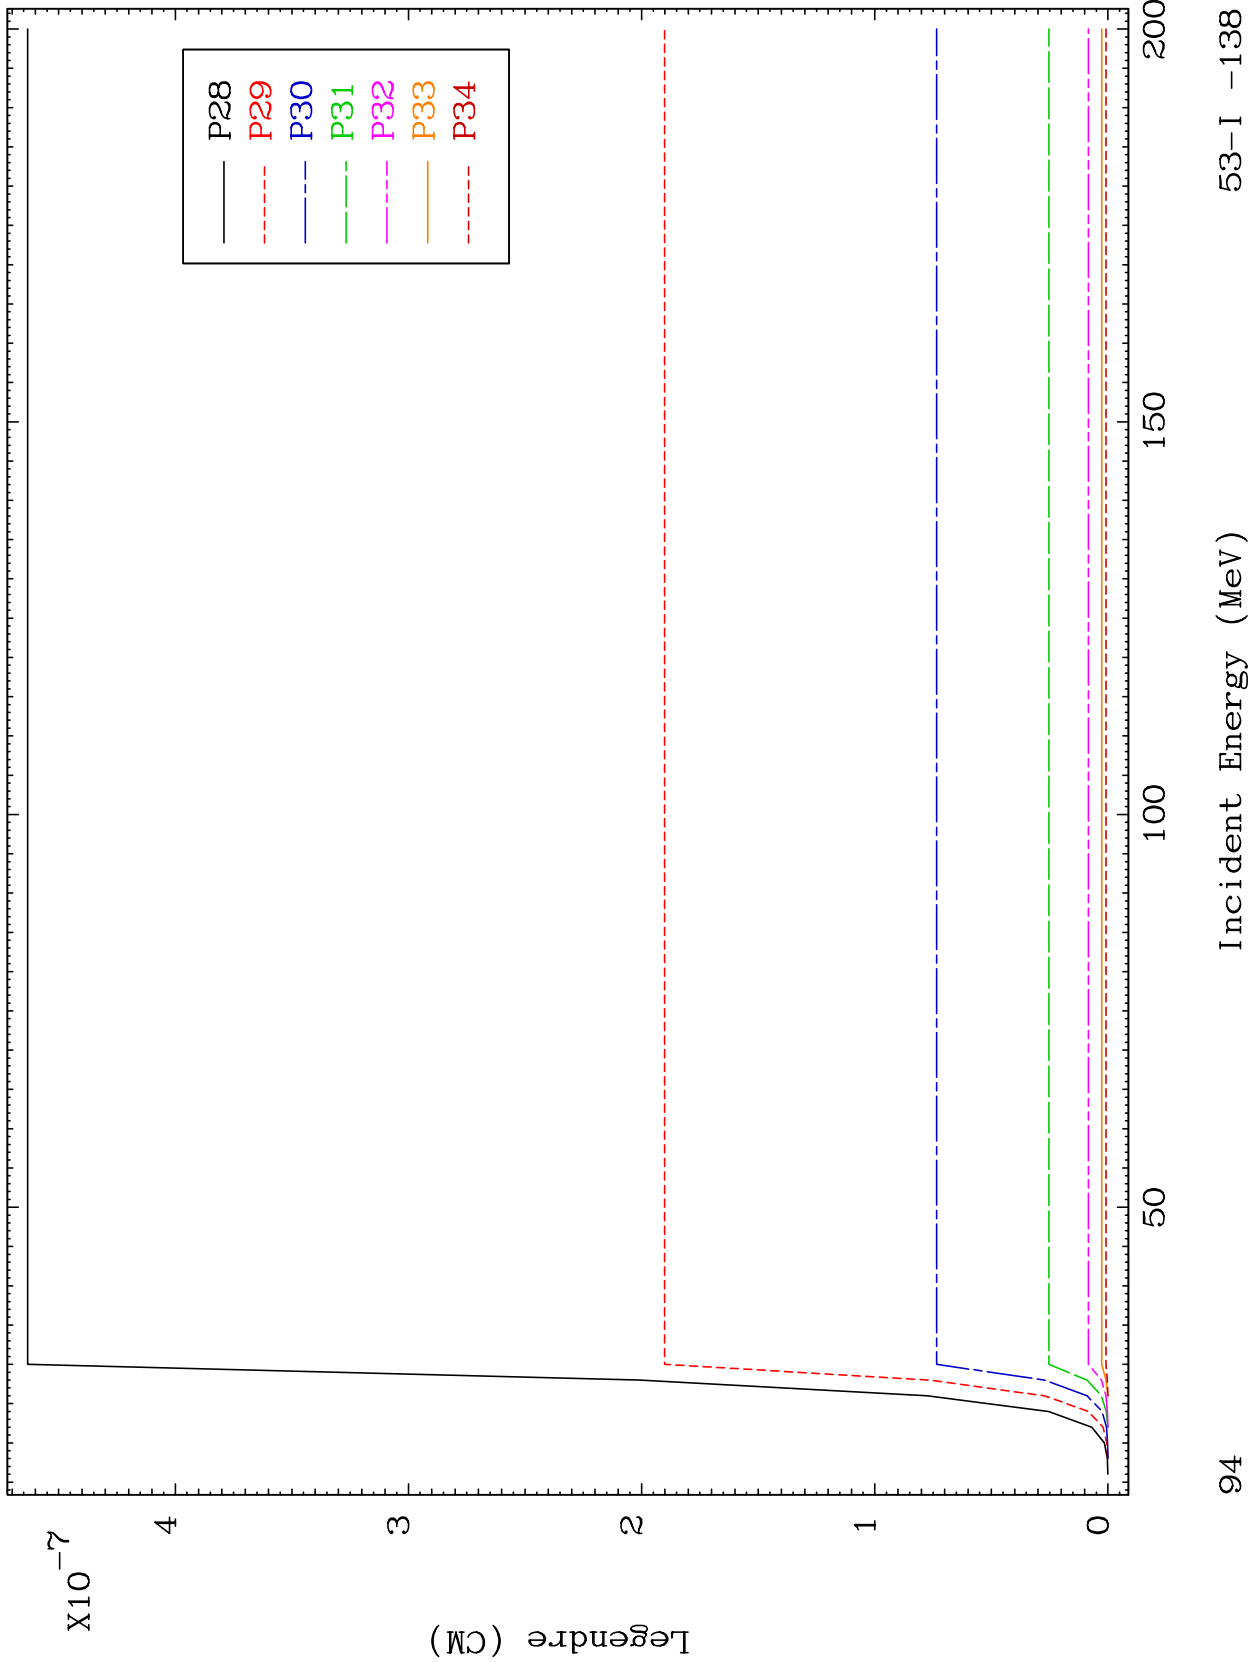 X10-7
Legendre (CM)
4
3
2
1
0
P28
P29
P30
P31
P32
P33
P34
50
100
150
200
94
Incident Energy (MeV)
53-I -138